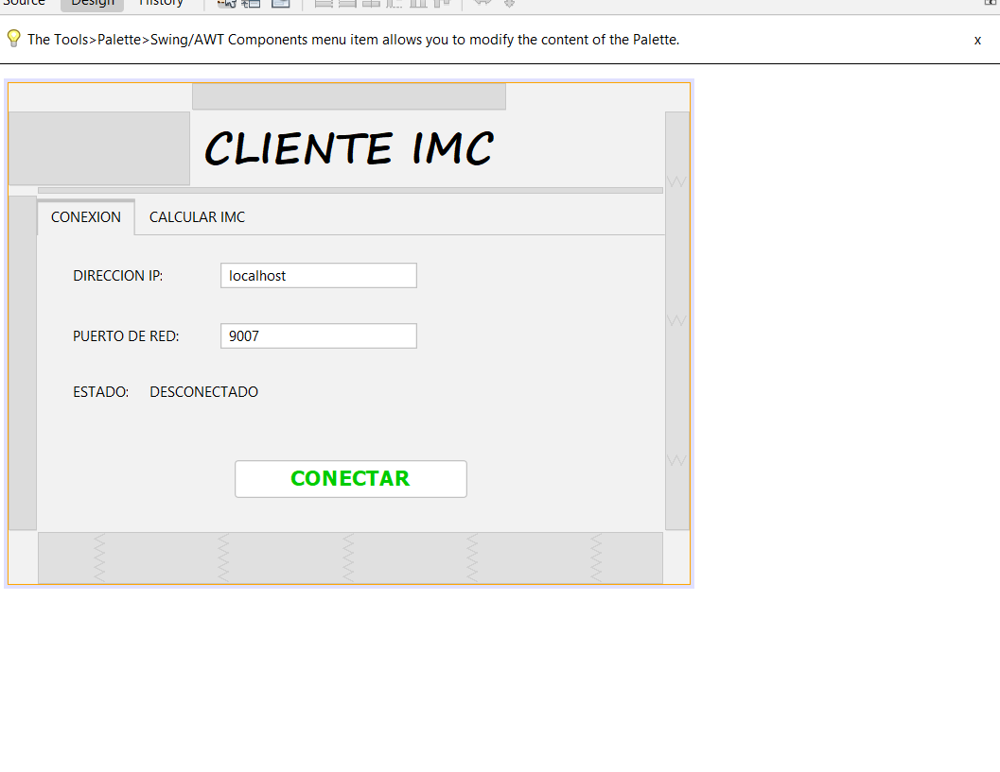 Source Design History
The Tools>Palette>Swing/AWT Components menu item allows you to modify the content of the Palette. x
CLIENTE IMC
CONEXION CALCULAR IMC
DIRECCION IP: localhost
PUERTO DE RED: 9007
ESTADO: DESCONECTADO
CONECTAR